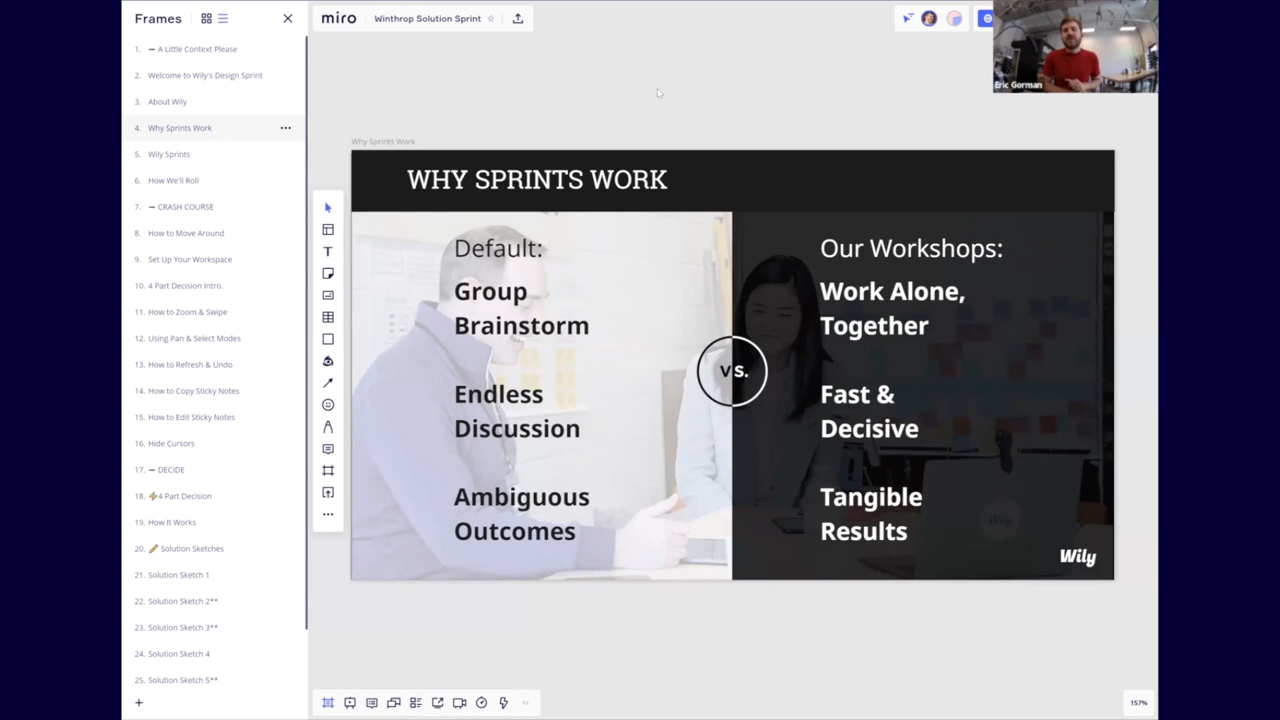 Frames
1. ━ A Little Context Please
2. Welcome to Wily's Design Sprint
3. About Wily
4. Why Sprints Work
5. Wily Sprints
6. How We'll Roll
7. ━ CRASH COURSE
8. How to Move Around
9. Set Up Your Workspace
10. 4 Part Decision Intro.
11. How to Zoom & Swipe
12. Using Pan & Select Modes
13. How to Refresh & Undo
14. How to Copy Sticky Notes
15. How to Edit Sticky Notes
16. Hide Cursors
17. ━ DECIDE
18. ⚡4 Part Decision
19. How It Works
20. ✏️ Solution Sketches
21. Solution Sketch 1
22. Solution Sketch 2**
23. Solution Sketch 3**
24. Solution Sketch 4
25. Solution Sketch 5**
miro Winthrop Solution Sprint
Eric Gorman
Why Sprints Work
WHY SPRINTS WORK
Default:
Group
Brainstorm
Endless
Discussion
Ambiguous
Outcomes
VS.
Our Workshops:
Work Alone,
Together
Fast &
Decisive
Tangible
Results
Wily
Wily
157%